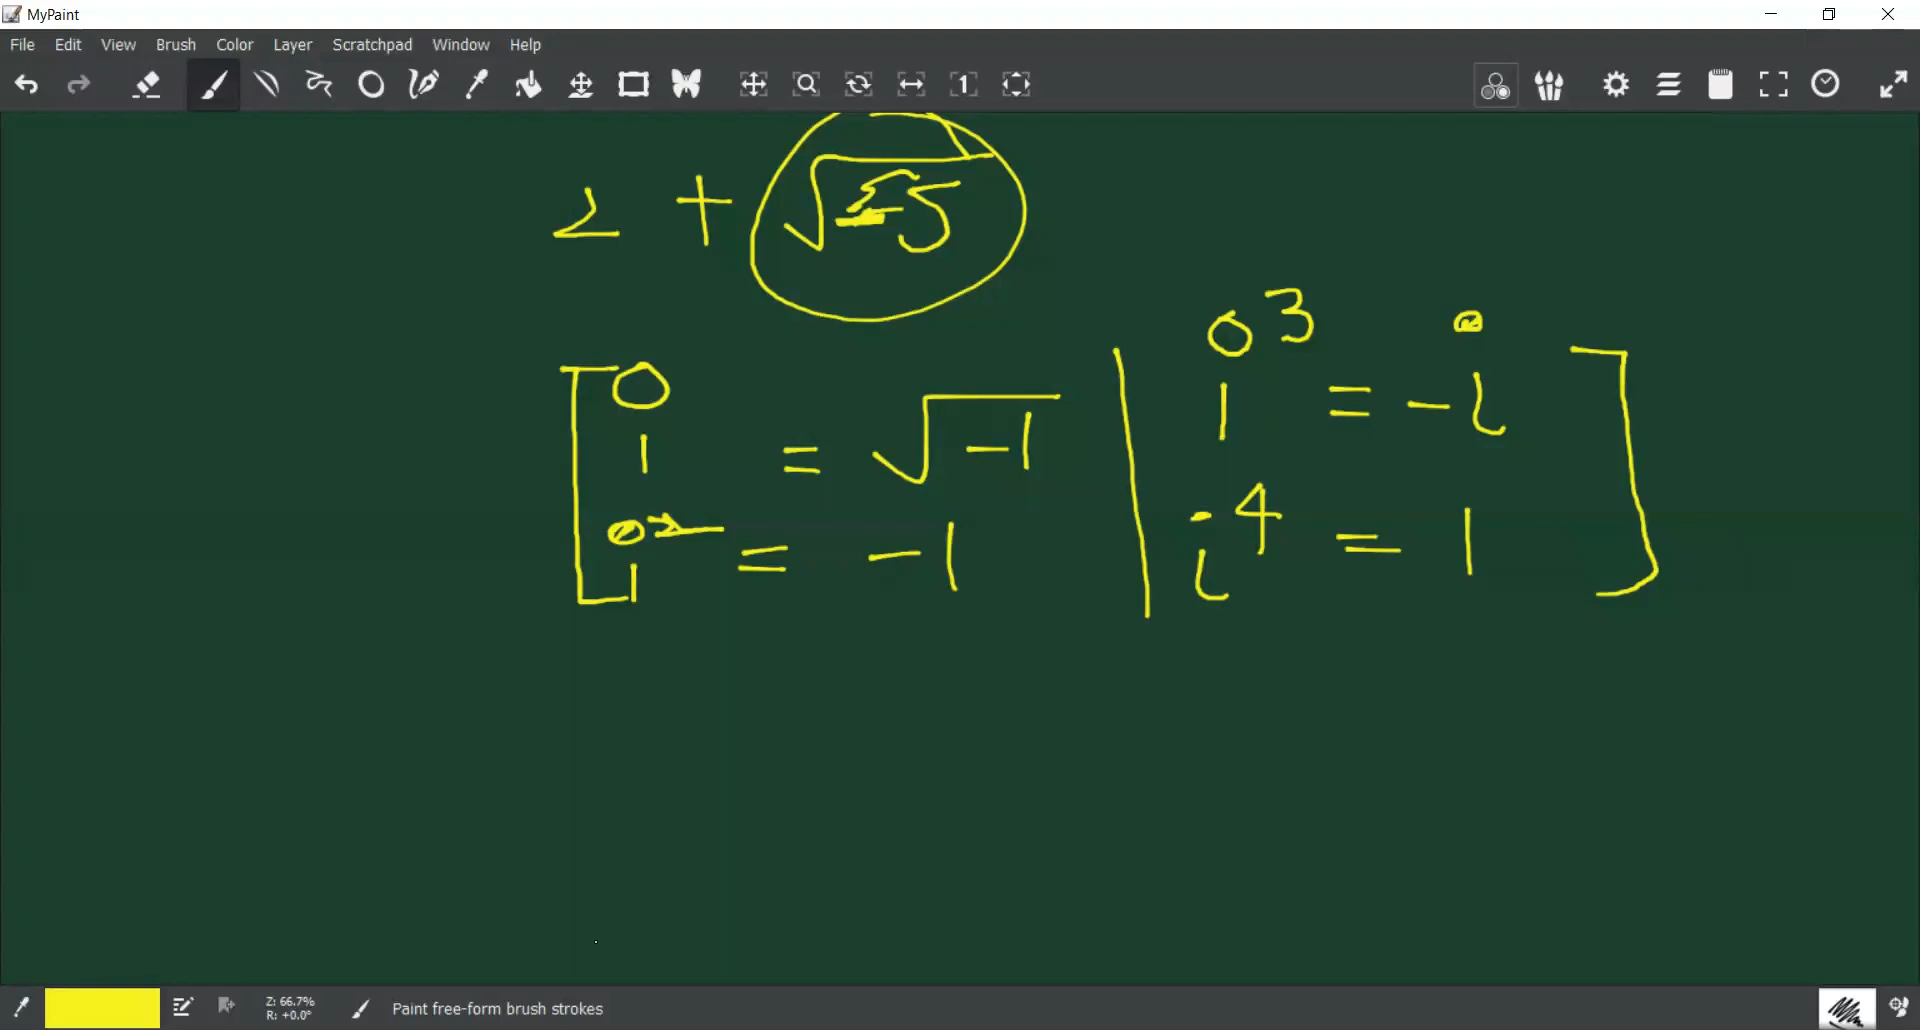 MyPaint
File Edit View Brush Color Layer Scratchpad Window Help
1
2 + √-5
i = √-1
i² = -1
i³ = -i
i⁴ = 1
Z: 66.7%
R: +0.0°
Paint free-form brush strokes